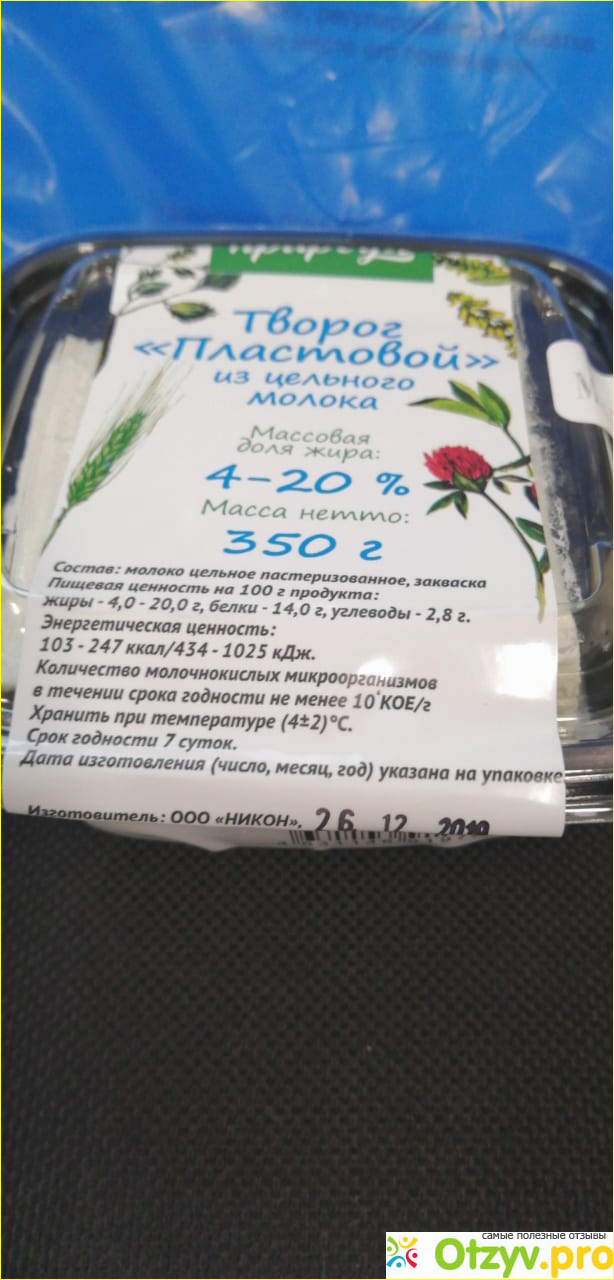 Творог
«Пластовой»
из цельного
молока
Массовая
доля жира:
4-20 %
Масса нетто:
350 г
Состав: молоко цельное пастеризованное, закваска
Пищевая ценность на 100 г продукта:
жиры - 4,0 - 20,0 г, белки - 14,0 г, углеводы - 2,8 г.
Энергетическая ценность:
103 - 247 ккал/434 - 1025 кДж.
Количество молочнокислых микроорганизмов
в течении срока годности не менее 10 КОЕ/г
Хранить при температуре (4±2)°С.
Срок годности 7 суток.
Дата изготовления (число, месяц, год) указана на упаковке
Изготовитель: ООО «НИКОН»,
26 12 2019
самые полезные отзывы
Otzyv.pro